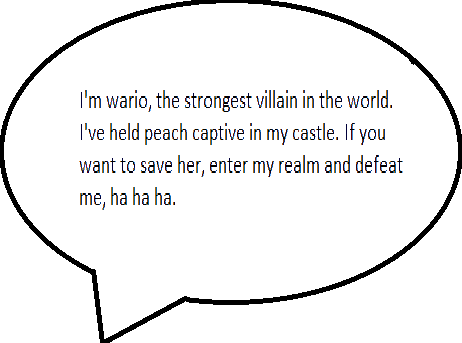 I'm wario, the strongest villain in the world.
I've held peach captive in my castle. If you
want to save her, enter my realm and defeat
me, ha ha ha.